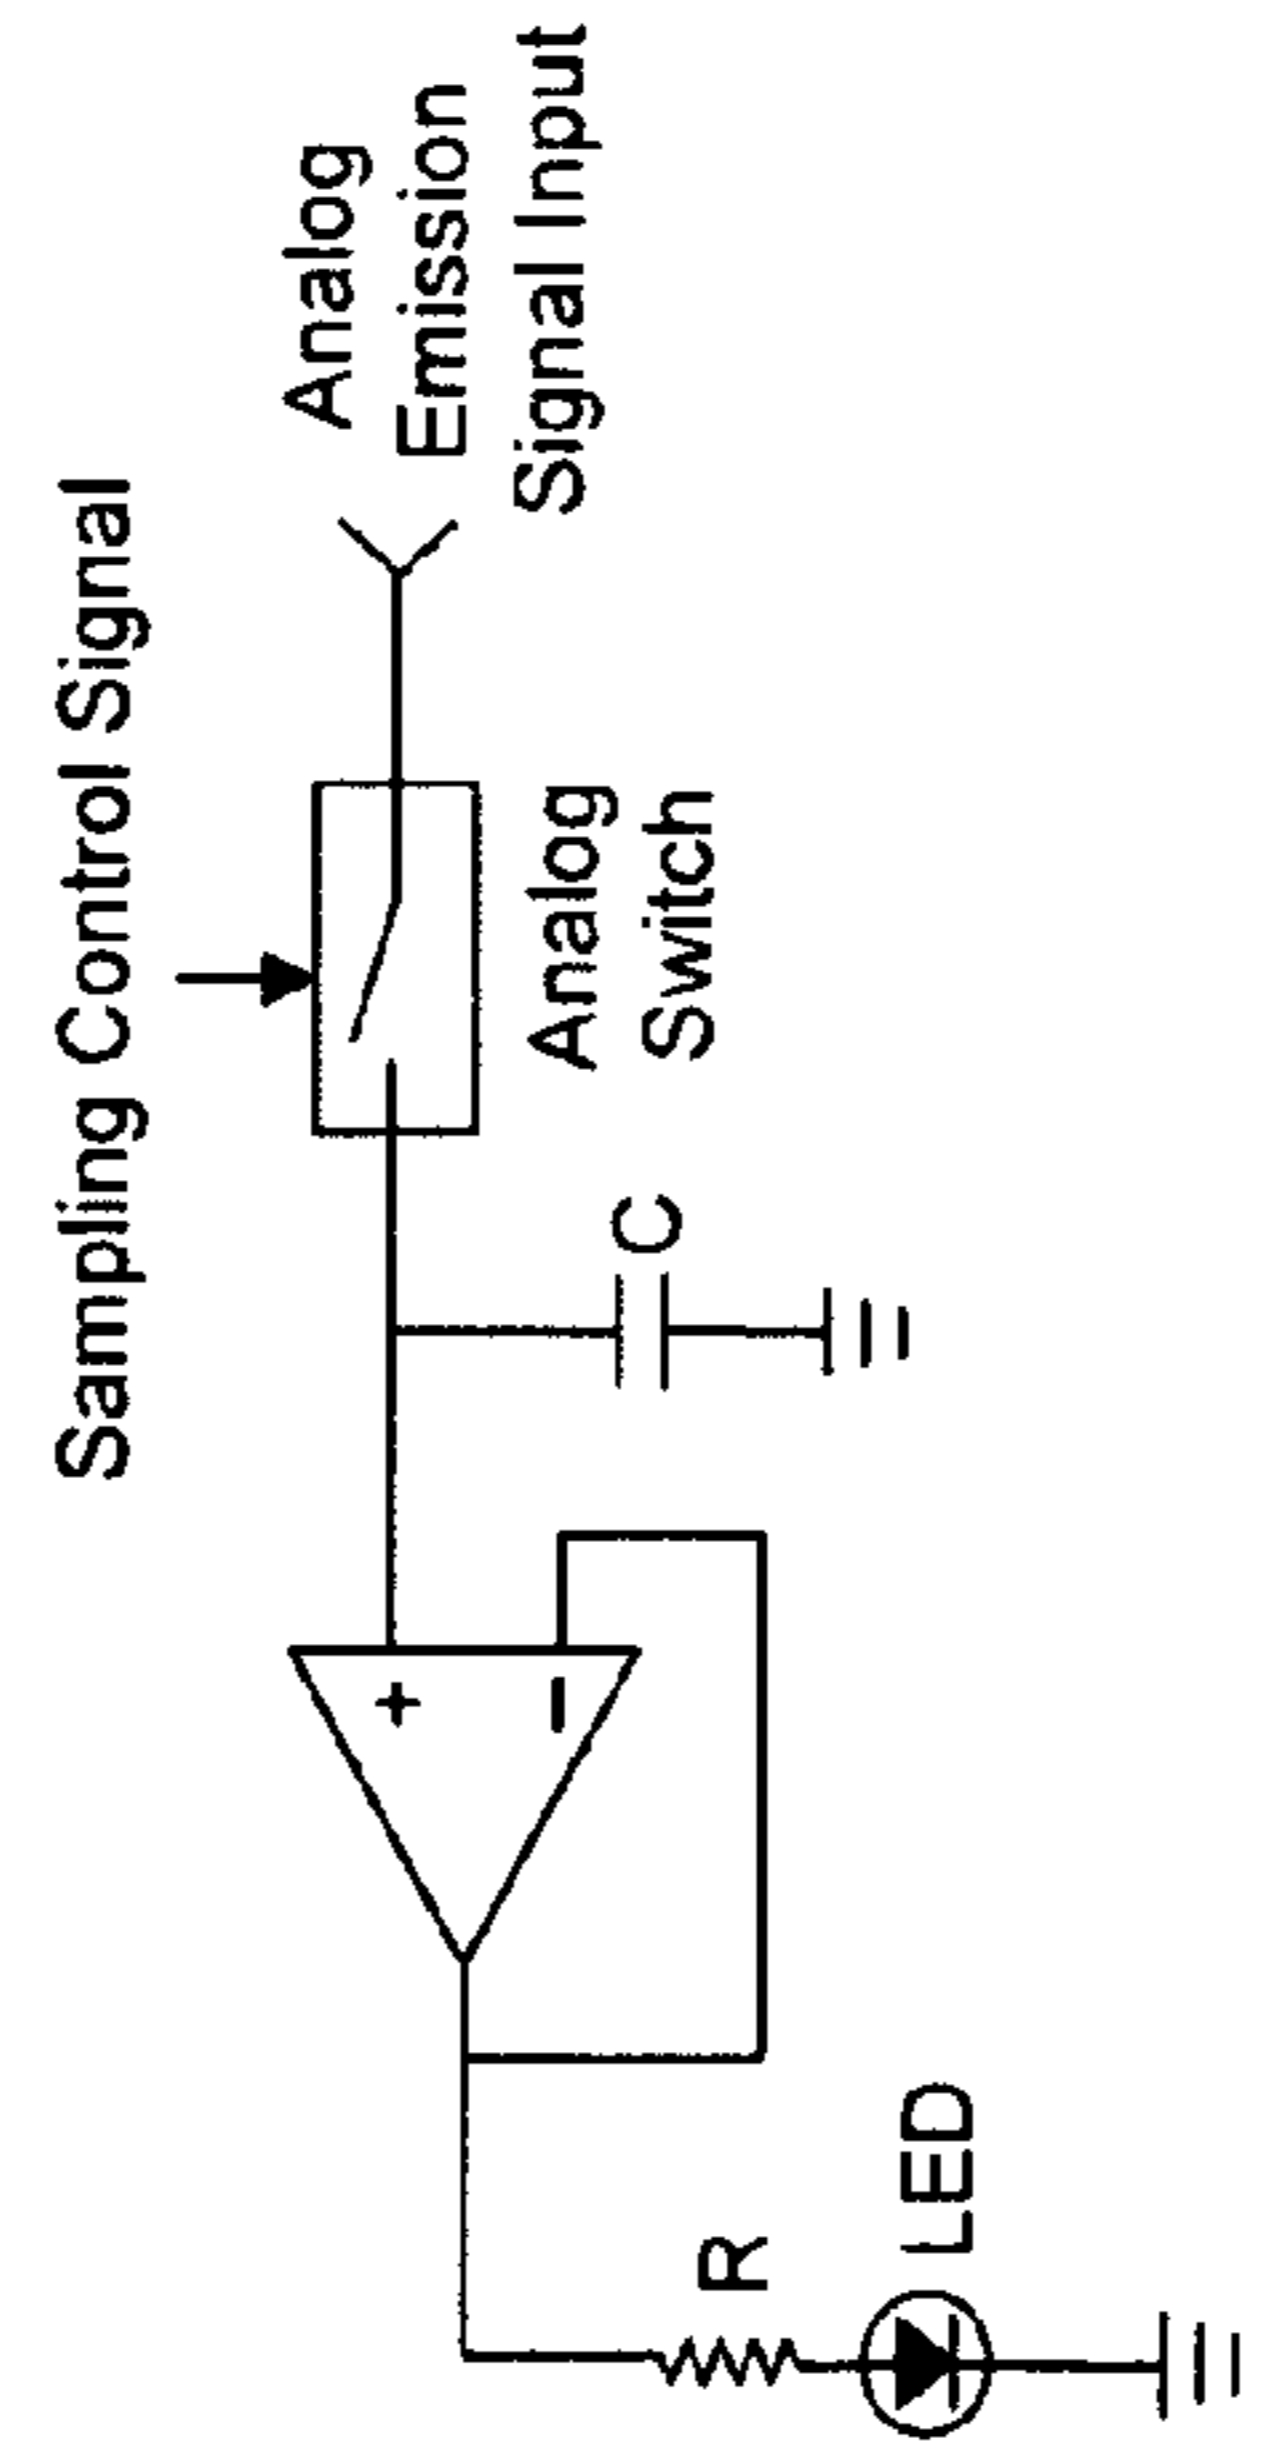 Sampling Control Signal
Analog
Emission
Signal Input
Analog
Switch
C
+
−
R
LED